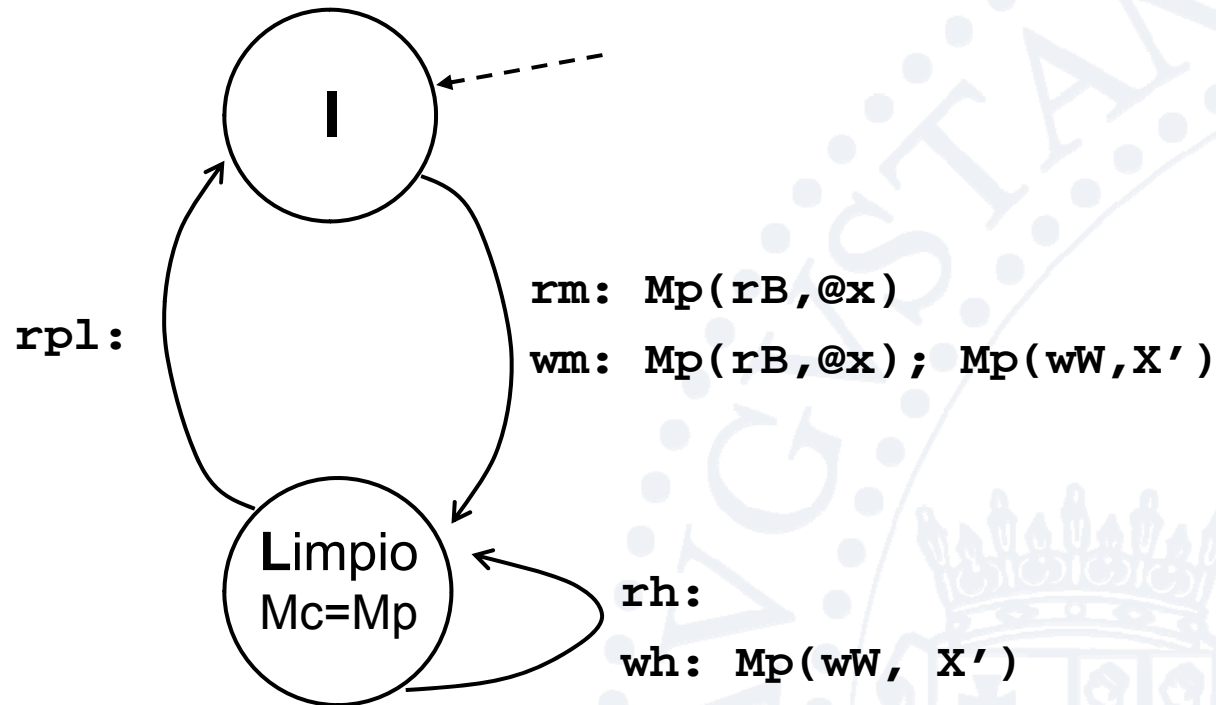 I
rm: Mp(rB,@x)
rpl:
wm: Mp(rB,@x); Mp(wW,X’)
Limpio
Mc=Mp
rh:
wh: Mp(wW, X’)